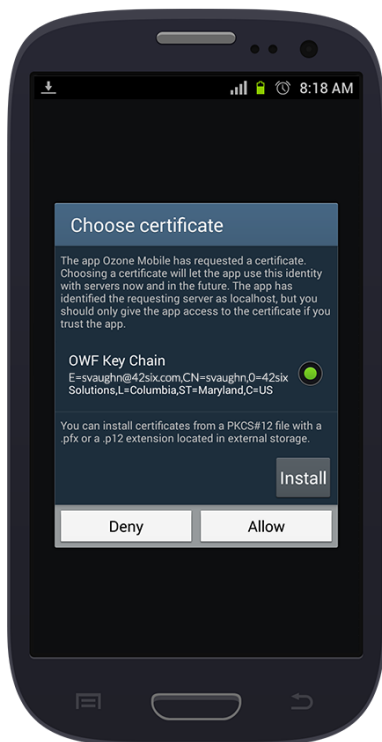 8:18 AM
Choose certificate
The app Ozone Mobile has requested a certificate.
Choosing a certificate will let the app use this identity
with servers now and in the future. The app has
identified the requesting server as localhost, but you
should only give the app access to the certificate if you
trust the app.
OWF Key Chain
E=svaughn@42six.com,CN=svaughn,0=42six
Solutions,L=Columbia,ST=Maryland,C=US
You can install certificates from a PKCS#12 file with a
.pfx or a .p12 extension located in external storage.
Install
Deny Allow